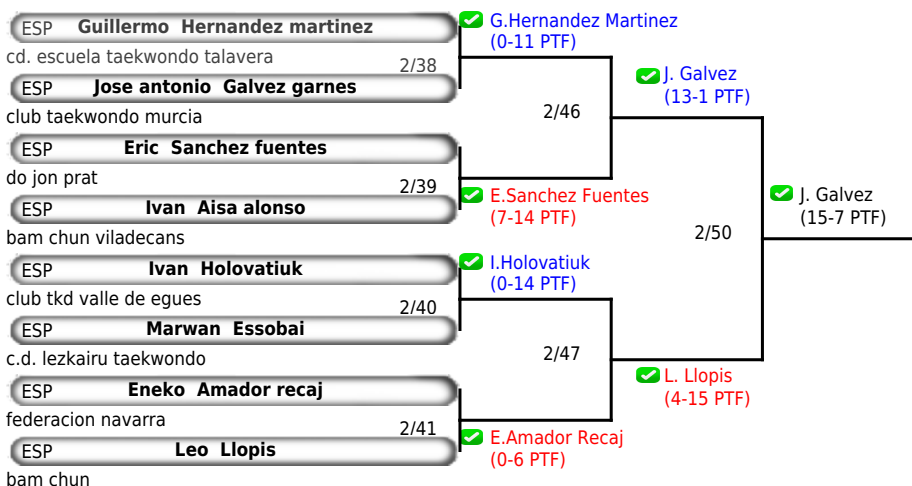 ESP Guillermo Hernandez martinez
cd. escuela taekwondo talavera
2/38
ESP Jose antonio Galvez garnes
club taekwondo murcia
ESP Eric Sanchez fuentes
do jon prat
2/39
ESP Ivan Aisa alonso
bam chun viladecans
ESP Ivan Holovatiuk
club tkd valle de egues
2/40
ESP Marwan Essobai
c.d. lezkairu taekwondo
ESP Eneko Amador recaj
federacion navarra
2/41
ESP Leo Llopis
bam chun
G.Hernandez Martinez
(0-11 PTF)
2/46
E.Sanchez Fuentes
(7-14 PTF)
I.Holovatiuk
(0-14 PTF)
2/47
E.Amador Recaj
(0-6 PTF)
J. Galvez
(13-1 PTF)
2/50
L. Llopis
(4-15 PTF)
J. Galvez
(15-7 PTF)